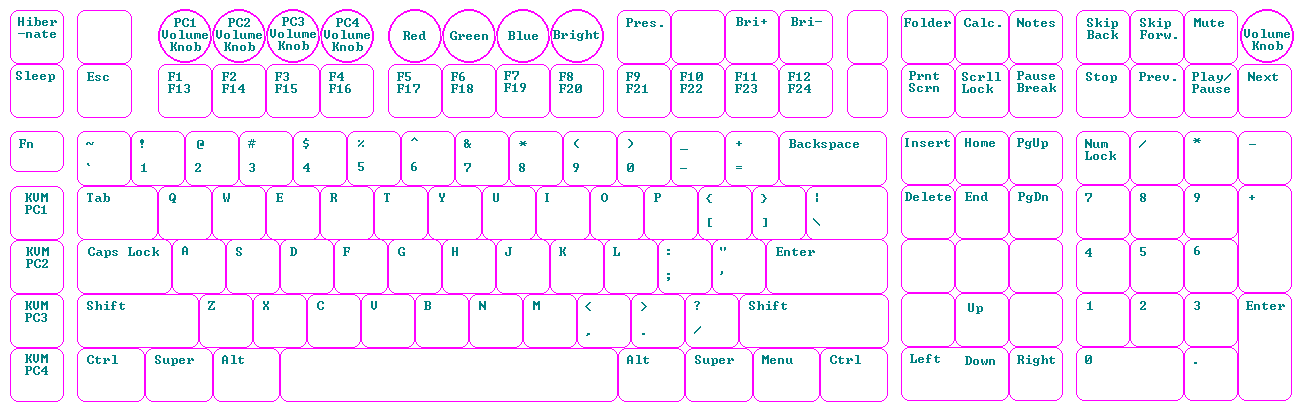 Hiber
-nate
PC1
Volume
Knob
PC2
Volume
Knob
PC3
Volume
Knob
PC4
Volume
Knob
Red
Green
Blue
Bright
Pres.
Bri+
Bri-
Folder
Calc.
Notes
Skip
Back
Skip
Forw.
Mute
Volume
Knob
Sleep
Esc
F1
F13
F2
F14
F3
F15
F4
F16
F5
F17
F6
F18
F7
F19
F8
F20
F9
F21
F10
F22
F11
F23
F12
F24
Prnt
Scrn
Scrll
Lock
Pause
Break
Stop
Prev.
Play/
Pause
Next
Fn
~
`
!
1
@
2
#
3
$
4
%
5
^
6
&
7
*
8
(
9
)
0
_
-
+
=
Backspace
Insert
Home
PgUp
Num
Lock
/
*
-
KVM
PC1
Tab
Q
W
E
R
T
Y
U
I
O
P
{
[
}
]
|
\
Delete
End
PgDn
7
8
9
+
KVM
PC2
Caps Lock
A
S
D
F
G
H
J
K
L
:
;
"
'
Enter
4
5
6
KVM
PC3
Shift
Z
X
C
V
B
N
M
<
,
>
.
?
/
Shift
Up
1
2
3
Enter
KVM
PC4
Ctrl
Super
Alt
Alt
Super
Menu
Ctrl
Left
Down
Right
0
.